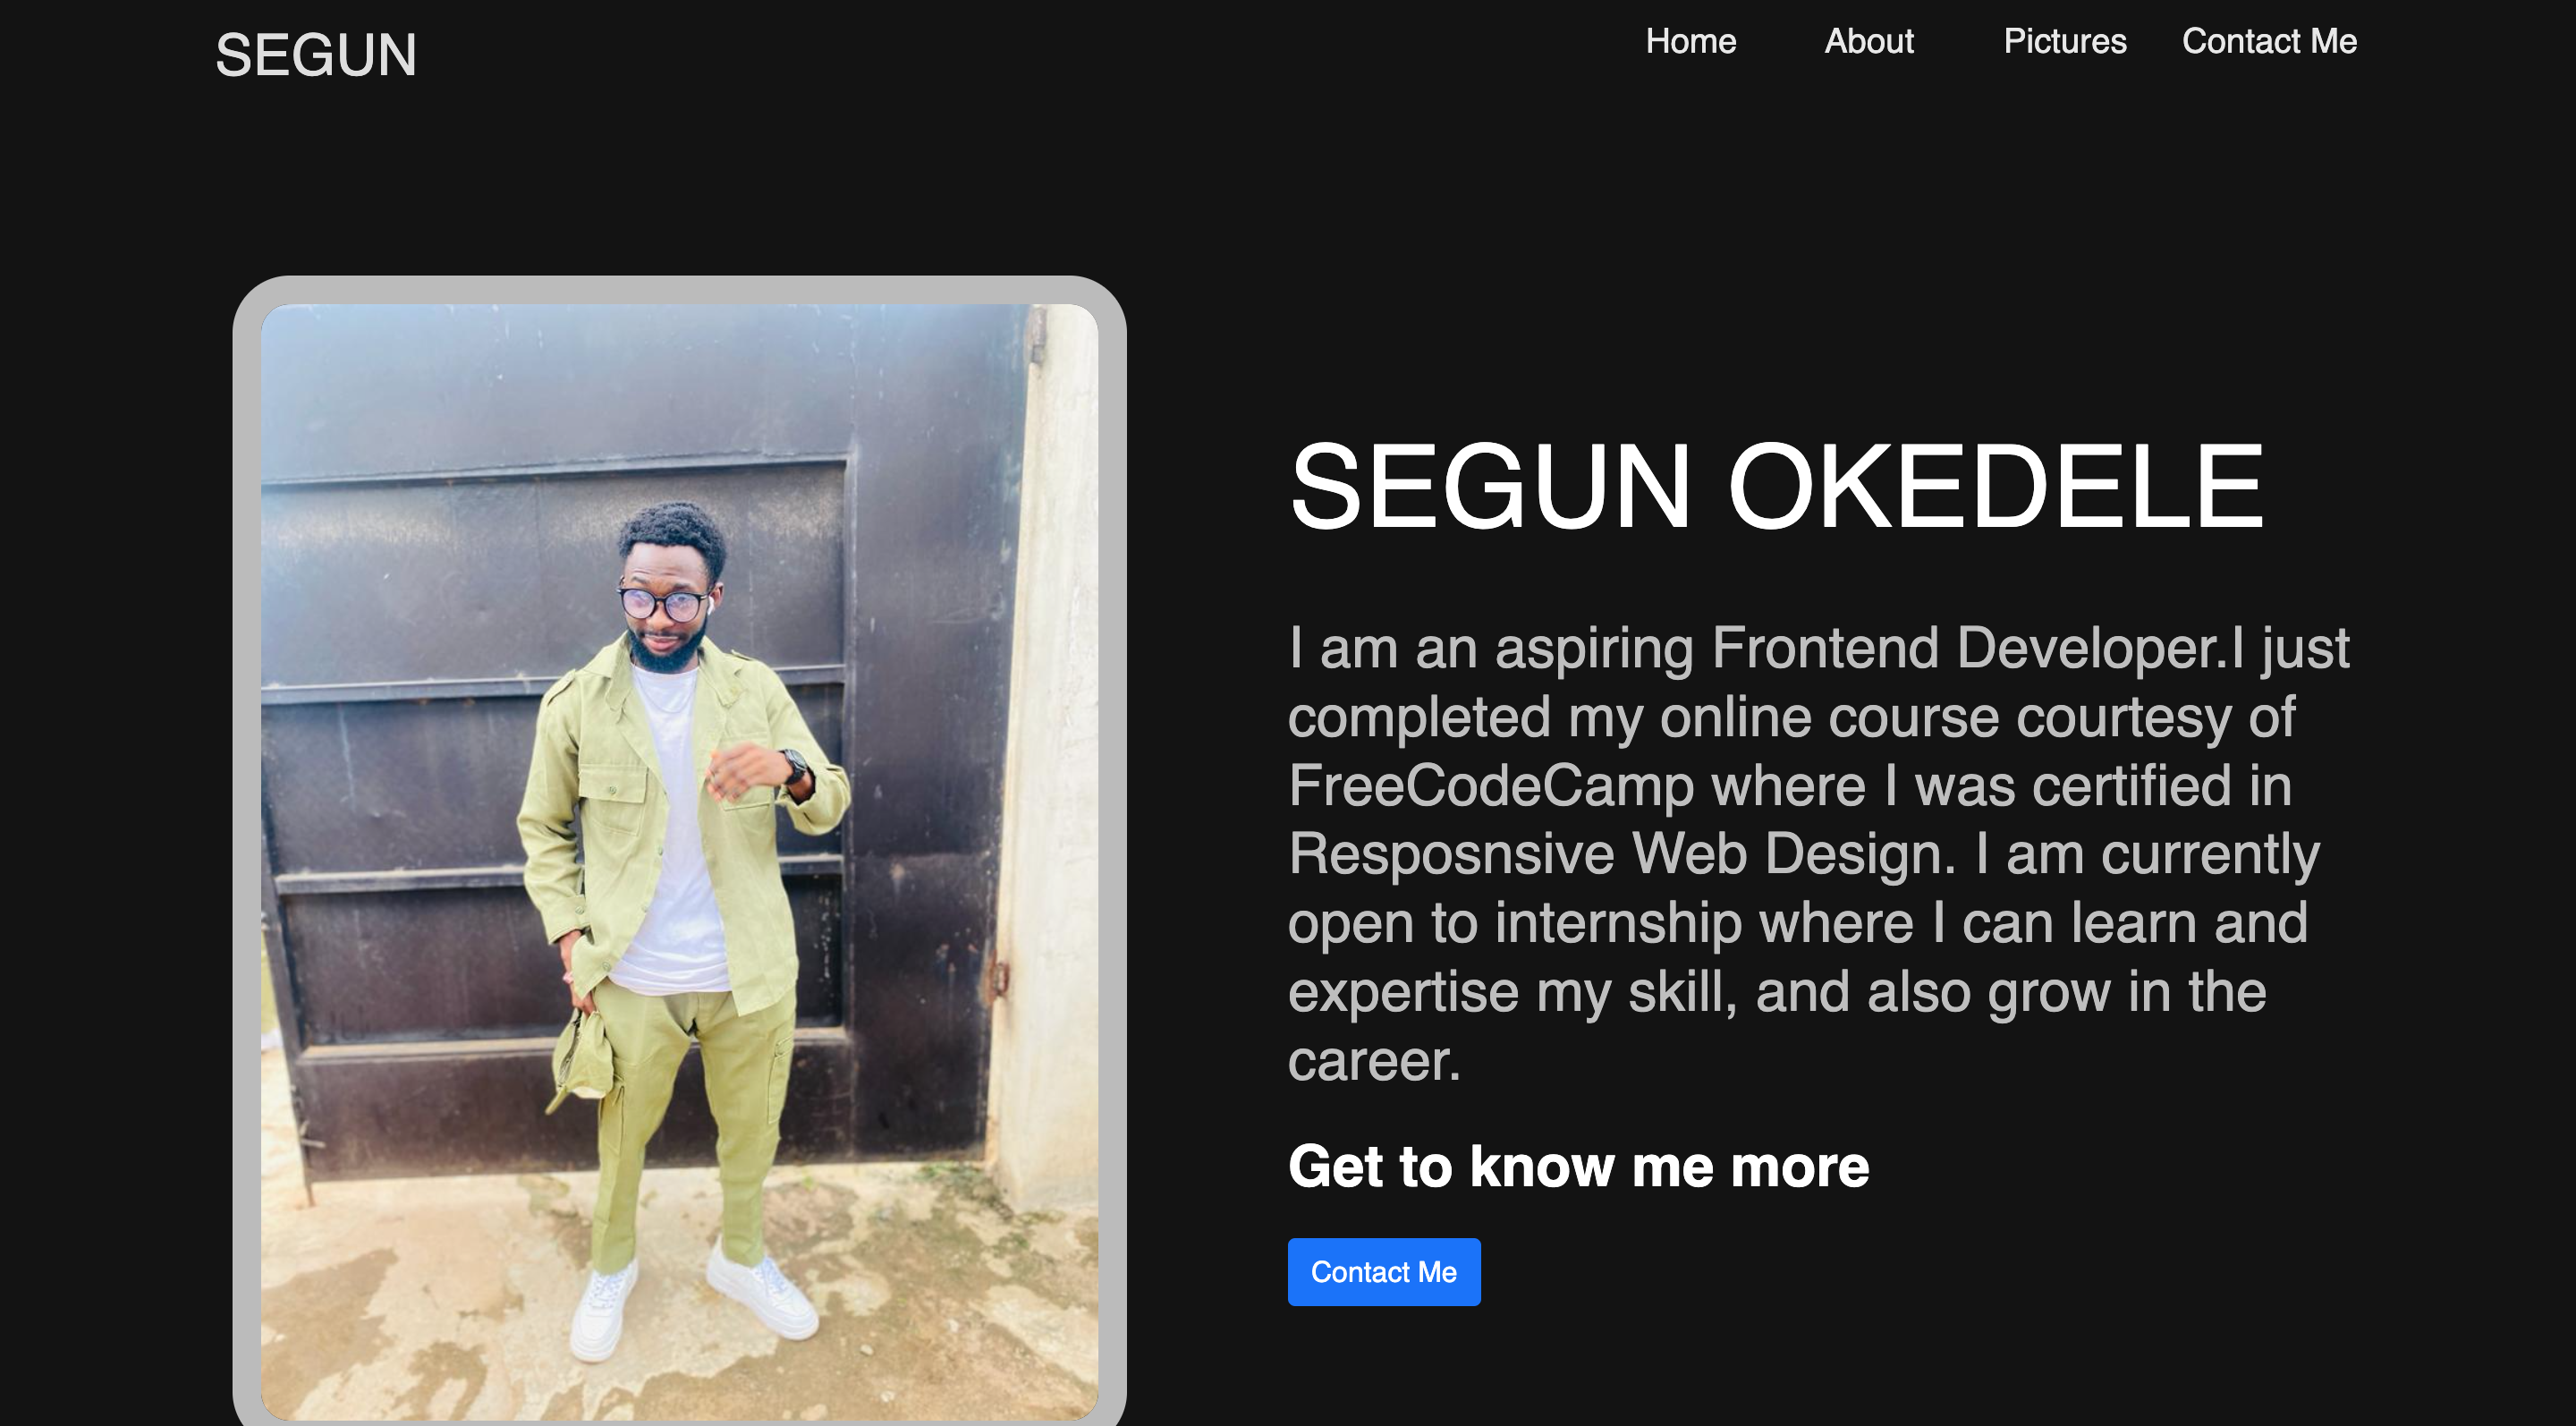 SEGUN
Home About Pictures Contact Me
SEGUN OKEDELE
I am an aspiring Frontend Developer.I just
completed my online course courtesy of
FreeCodeCamp where I was certified in
Resposnsive Web Design. I am currently
open to internship where I can learn and
expertise my skill, and also grow in the
career.
Get to know me more
Contact Me